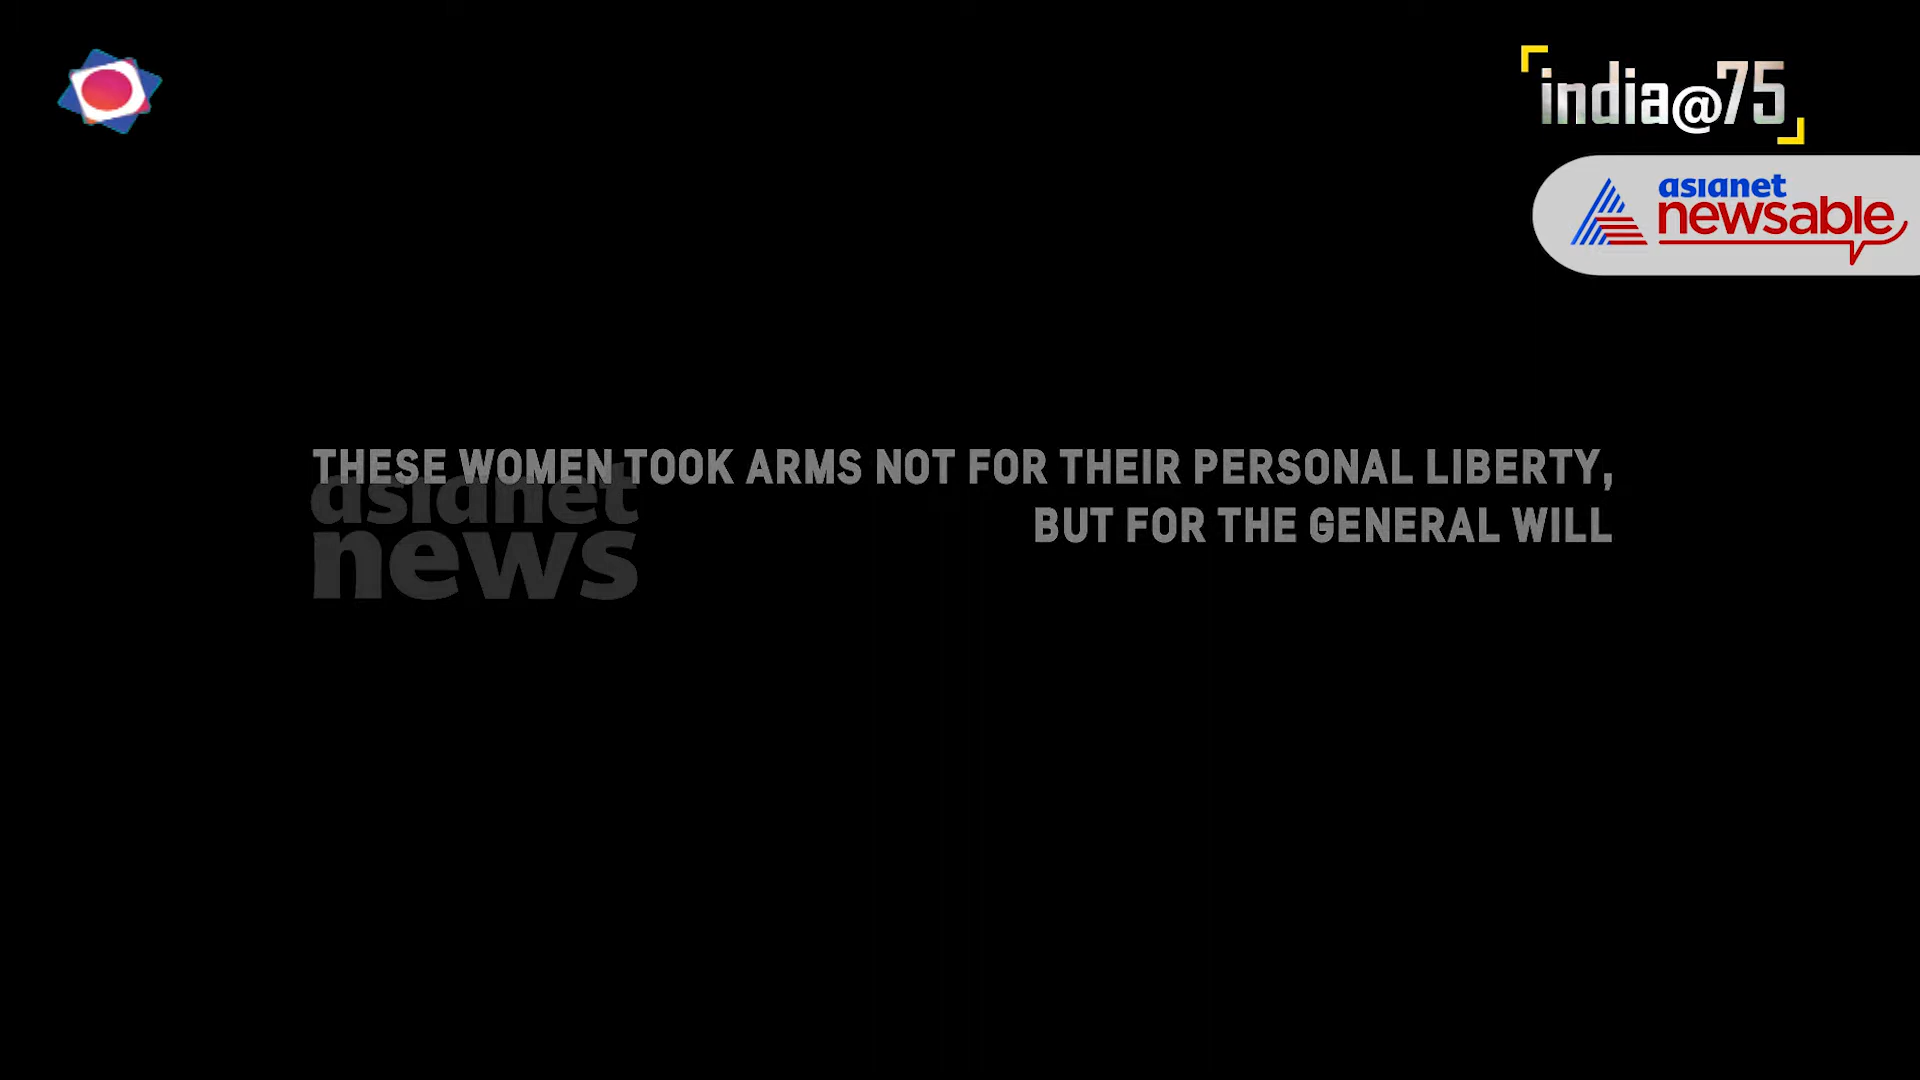 india@75
asianet
newsable
THESE WOMEN TOOK ARMS NOT FOR THEIR PERSONAL LIBERTY,
BUT FOR THE GENERAL WILL
asianet
news